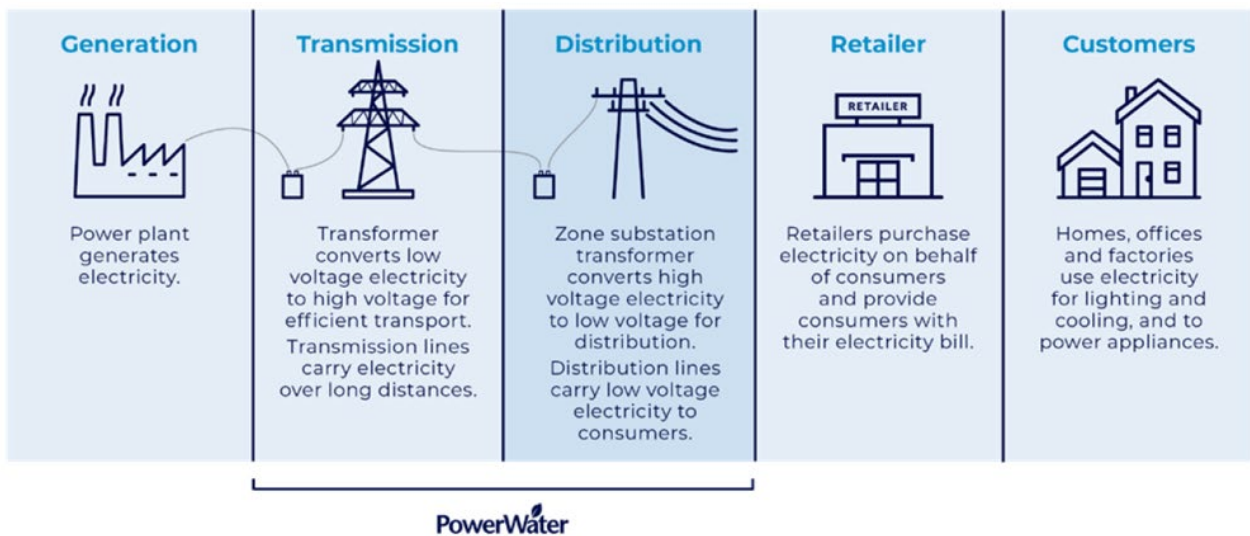 Generation
Power plant
generates
electricity.
Transmission
Transformer
converts low
voltage electricity
to high voltage for
efficient transport.
Transmission lines
carry electricity
over long distances.
Distribution
Zone substation
transformer
converts high
voltage electricity
to low voltage for
distribution.
Distribution lines
carry low voltage
electricity to
consumers.
Retailer
RETAILER
Retailers purchase
electricity on behalf
of consumers
and provide
consumers with
their electricity bill.
Customers
Homes, offices
and factories
use electricity
for lighting and
cooling, and to
power appliances.
PowerWater